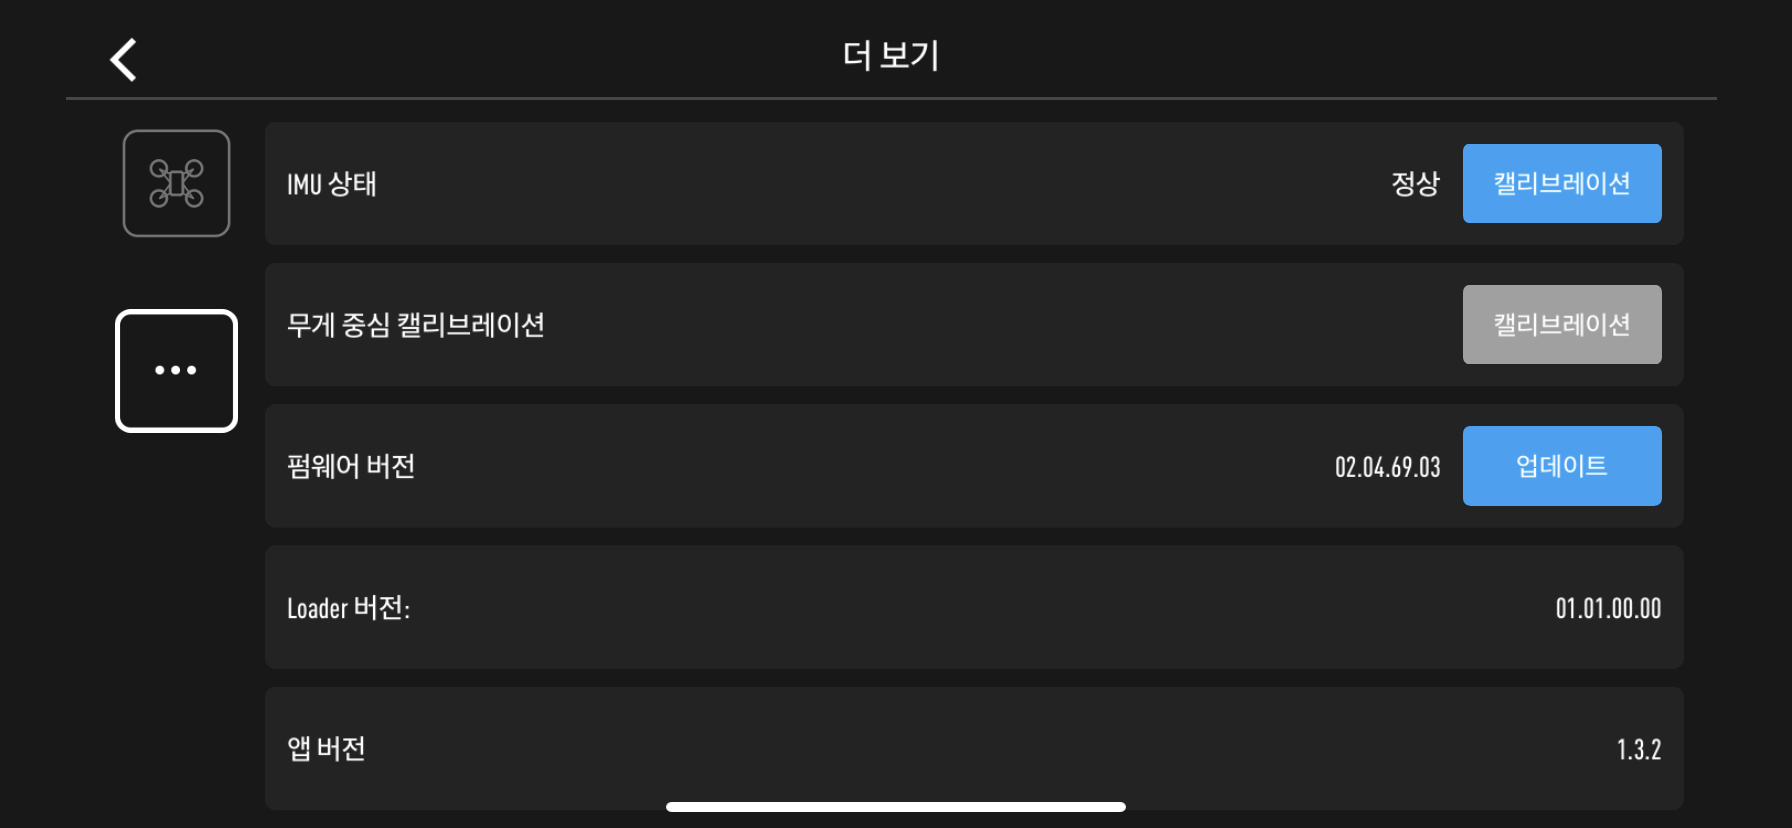 더 보기
IMU 상태 정상 캘리브레이션
무게 중심 캘리브레이션 캘리브레이션
펌웨어 버전 02.04.69.03 업데이트
Loader 버전: 01.01.00.00
앱 버전 1.3.2